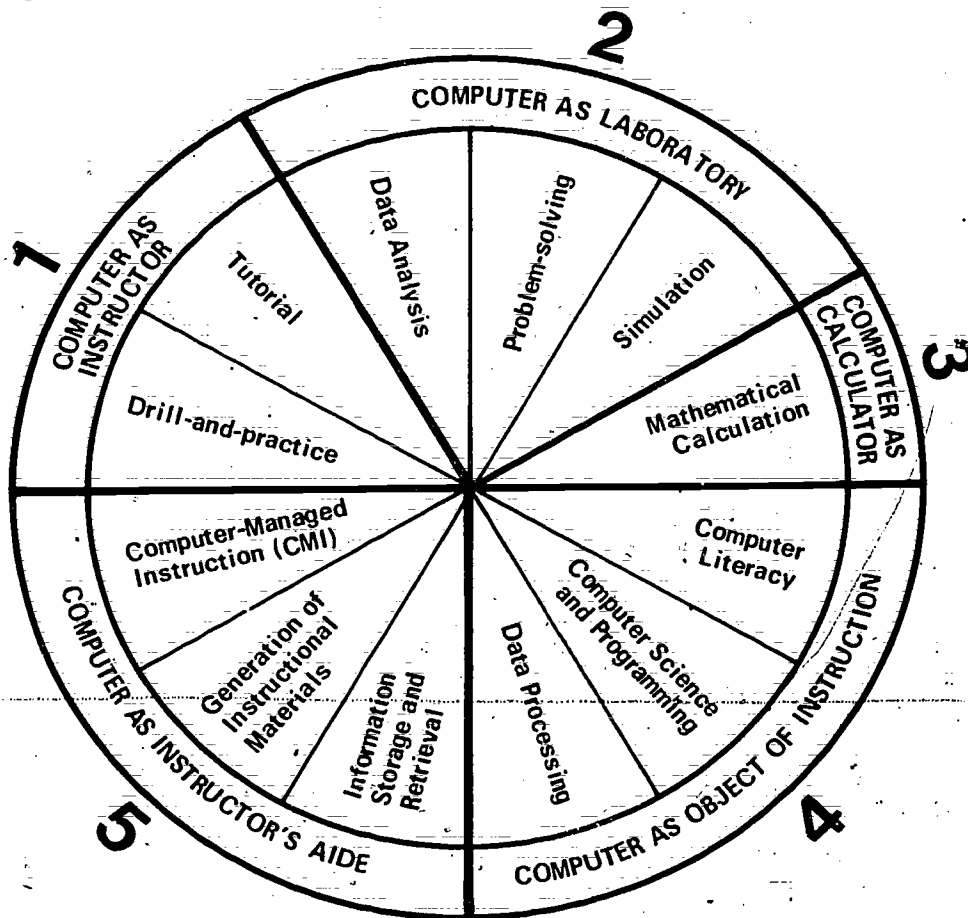 1
COMPUTER AS
INSTRUCTOR
Tutorial
Drill-and-practice
2
COMPUTER AS LABORATORY
Data Analysis
Problem-solving
Simulation
3
COMPUTER AS
CALCULATOR
Mathematical
Calculation
4
COMPUTER AS OBJECT OF INSTRUCTION
Computer
Literacy
Computer Science
and Programming
Data Processing
5
COMPUTER AS INSTRUCTOR'S AIDE
Information
Storage and
Retrieval
Generation of
Instructional
Materials
Computer-Managed
Instruction (CMI)